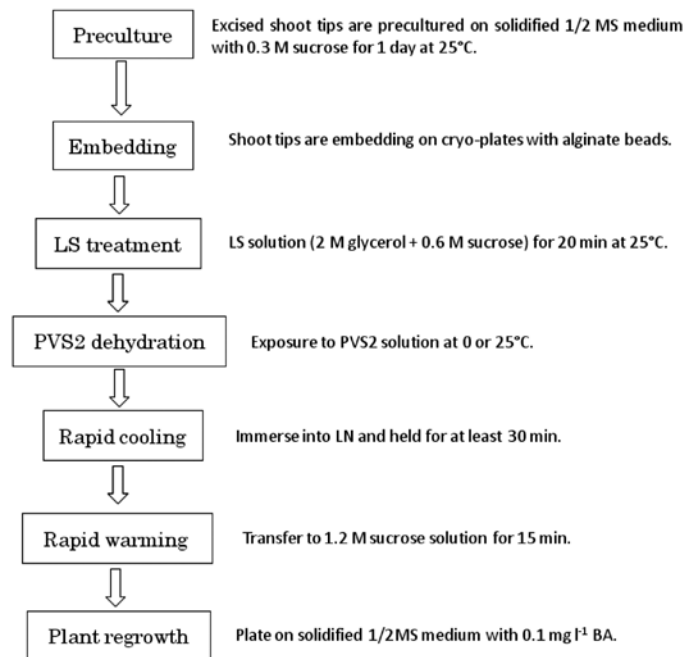 Preculture
Excised shoot tips are precultured on solidified 1/2 MS medium
with 0.3 M sucrose for 1 day at 25°C.
Embedding
Shoot tips are embedding on cryo-plates with alginate beads.
LS treatment
LS solution (2 M glycerol + 0.6 M sucrose) for 20 min at 25°C.
PVS2 dehydration
Exposure to PVS2 solution at 0 or 25°C.
Rapid cooling
Immerse into LN and held for at least 30 min.
Rapid warming
Transfer to 1.2 M sucrose solution for 15 min.
Plant regrowth
Plate on solidified 1/2MS medium with 0.1 mg l⁻¹ BA.